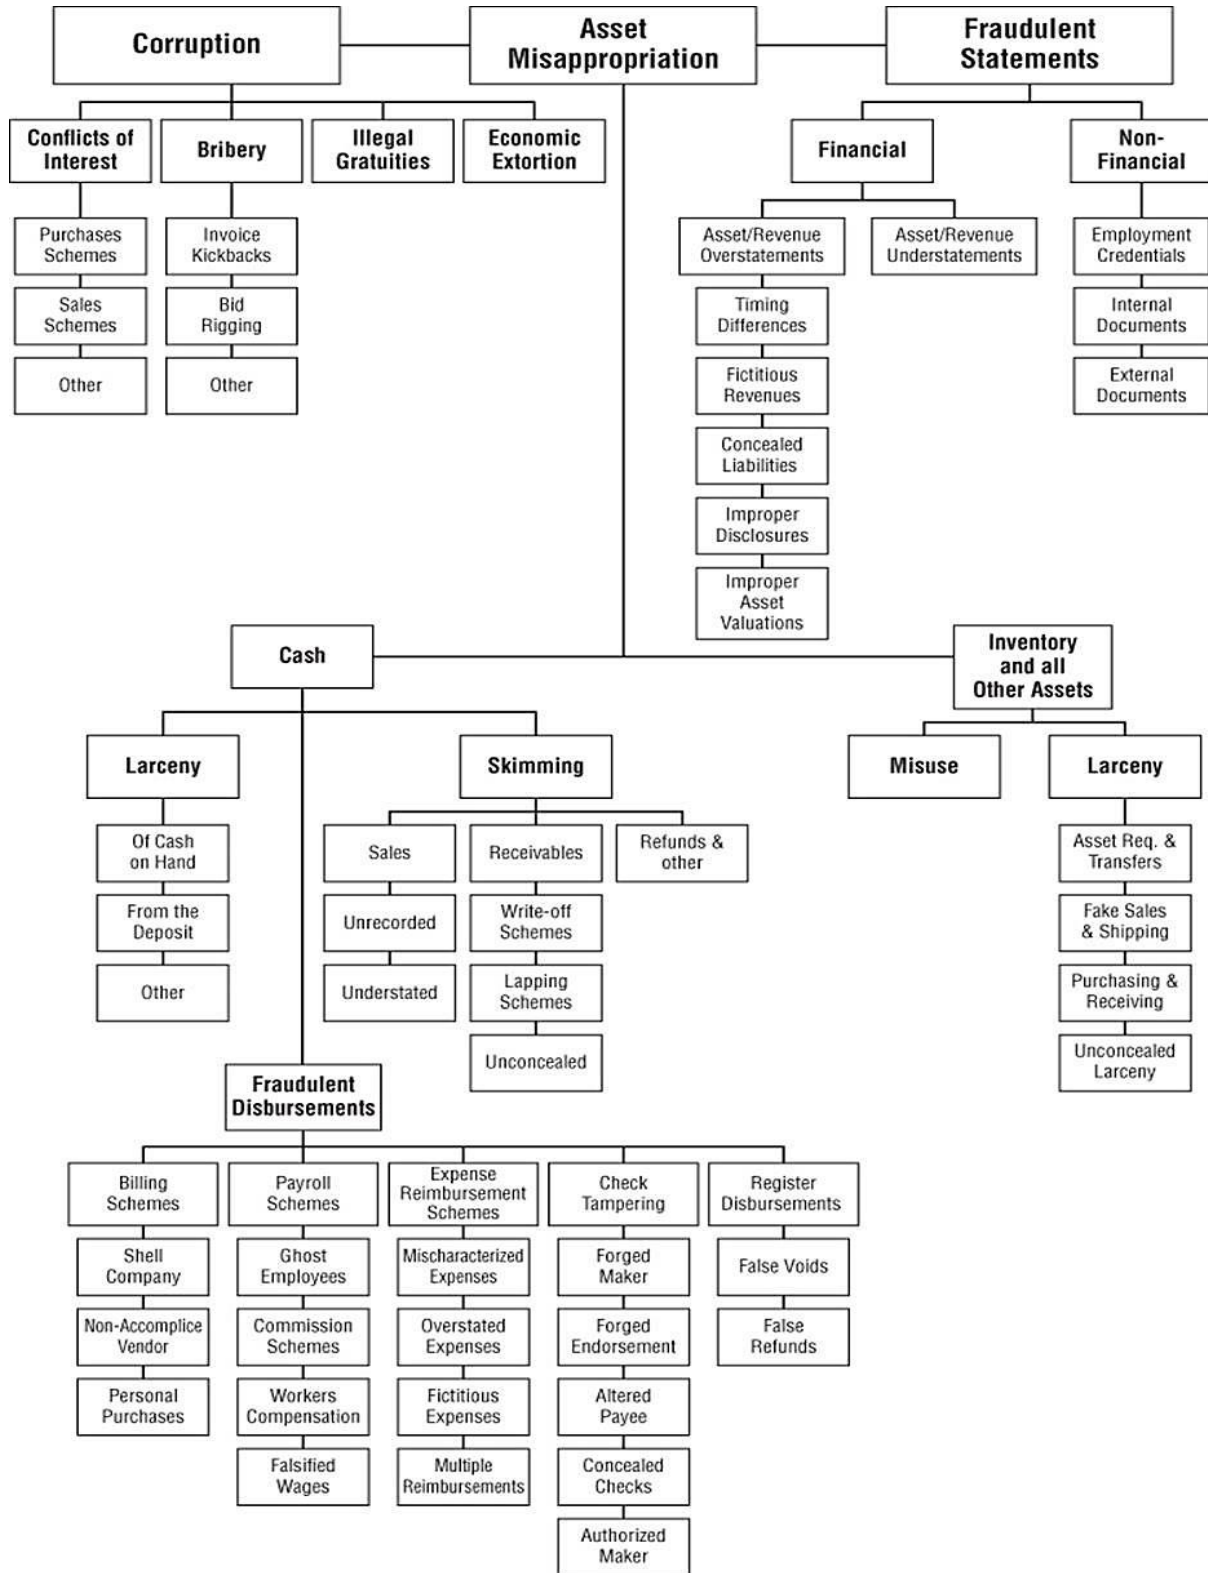 Corruption
Asset
Misappropriation
Fraudulent
Statements
Conflicts of
Interest
Bribery
Illegal
Gratuities
Economic
Extortion
Financial
Non-
Financial
Purchases
Schemes
Sales
Schemes
Other
Invoice
Kickbacks
Bid
Rigging
Other
Asset/Revenue
Overstatements
Timing
Differences
Fictitious
Revenues
Concealed
Liabilities
Improper
Disclosures
Improper
Asset
Valuations
Asset/Revenue
Understatements
Employment
Credentials
Internal
Documents
External
Documents
Cash
Inventory
and all
Other Assets
Larceny
Of Cash
on Hand
From the
Deposit
Other
Skimming
Sales
Unrecorded
Understated
Receivables
Write-off
Schemes
Lapping
Schemes
Unconcealed
Refunds &
other
Misuse
Larceny
Asset Req. &
Transfers
Fake Sales
& Shipping
Purchasing &
Receiving
Unconcealed
Larceny
Fraudulent
Disbursements
Billing
Schemes
Shell
Company
Non-Accomplice
Vendor
Personal
Purchases
Payroll
Schemes
Ghost
Employees
Commission
Schemes
Workers
Compensation
Falsified
Wages
Expense
Reimbursement
Schemes
Mischaracterized
Expenses
Overstated
Expenses
Fictitious
Expenses
Multiple
Reimbursements
Check
Tampering
Forged
Maker
Forged
Endorsement
Altered
Payee
Concealed
Checks
Authorized
Maker
Register
Disbursements
False Voids
False
Refunds